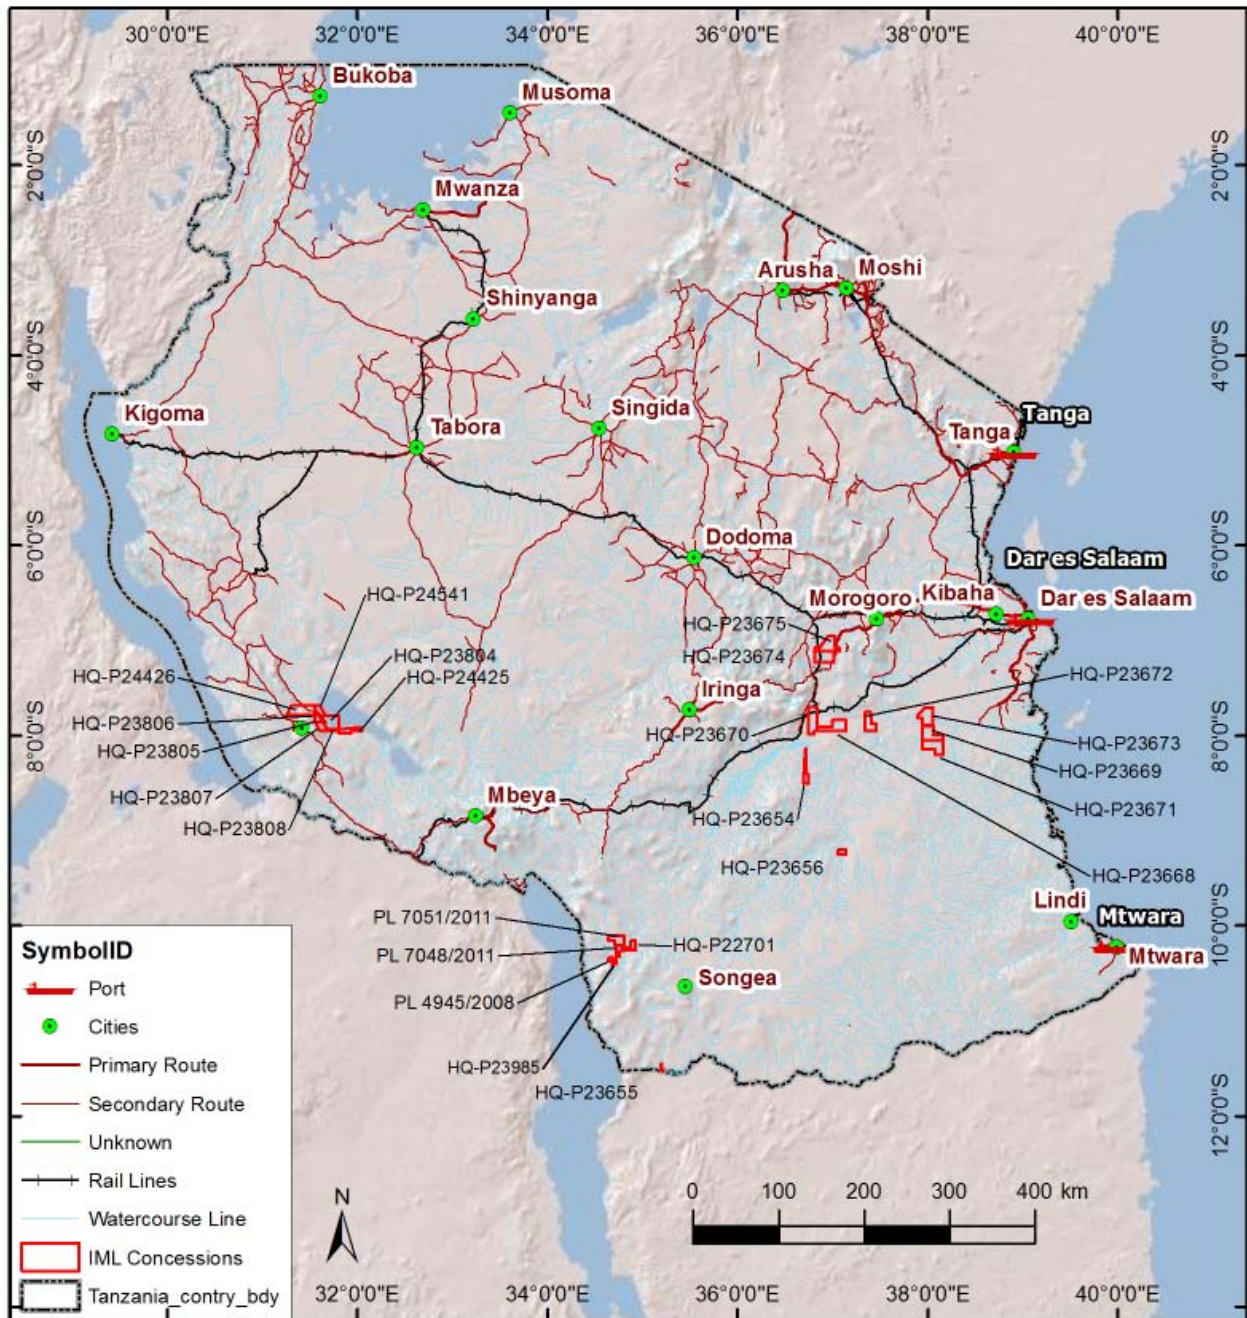 30°0'0"E 32°0'0"E 34°0'0"E 36°0'0"E 38°0'0"E 40°0'0"E
Bukoba
Musoma
2°0'0"S
2°0'0"S
Mwanza
Arusha
Moshi
Shinyanga
4°0'0"S
4°0'0"S
Kigoma
Tabora
Singida
Tanga
Tanga
Dodoma
6°0'0"S
6°0'0"S
Dar es Salaam
Morogoro
Kibaha
Dar es Salaam
HQ-P24541
HQ-P23675
HQ-P23804
HQ-P23674
HQ-P24426
HQ-P24425
HQ-P23672
Iringa
HQ-P23806
HQ-P23670
HQ-P23805
HQ-P23673
8°0'0"S
8°0'0"S
HQ-P23669
HQ-P23807
Mbeya
HQ-P23671
HQ-P23808
HQ-P23654
HQ-P23656
HQ-P23668
Lindi
PL 7051/2011
Mtwara
HQ-P22701
PL 7048/2011
Mtwara
10°0'0"S
Songea
PL 4945/2008
HQ-P23985
HQ-P23655
12°0'0"S
SymbolID
Port
Cities
Primary Route
Secondary Route
Unknown
Rail Lines
Watercourse Line
IML Concessions
Tanzania_contry_bdy
N
0 100 200 300 400 km
32°0'0"E 34°0'0"E 36°0'0"E 38°0'0"E 40°0'0"E